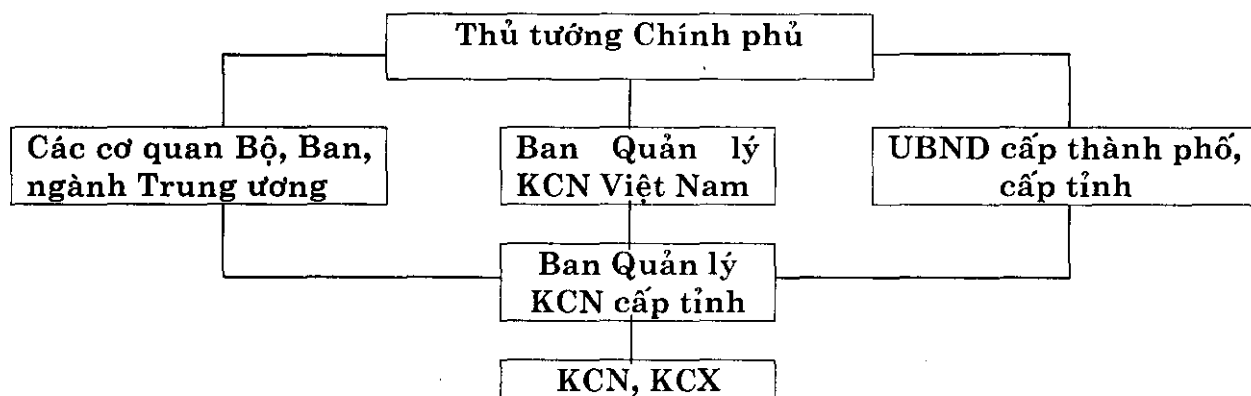 Thủ tướng Chính phủ
Các cơ quan Bộ, Ban,
ngành Trung ương
Ban Quản lý
KCN Việt Nam
UBND cấp thành phố,
cấp tỉnh
Ban Quản lý
KCN cấp tỉnh
KCN, KCX